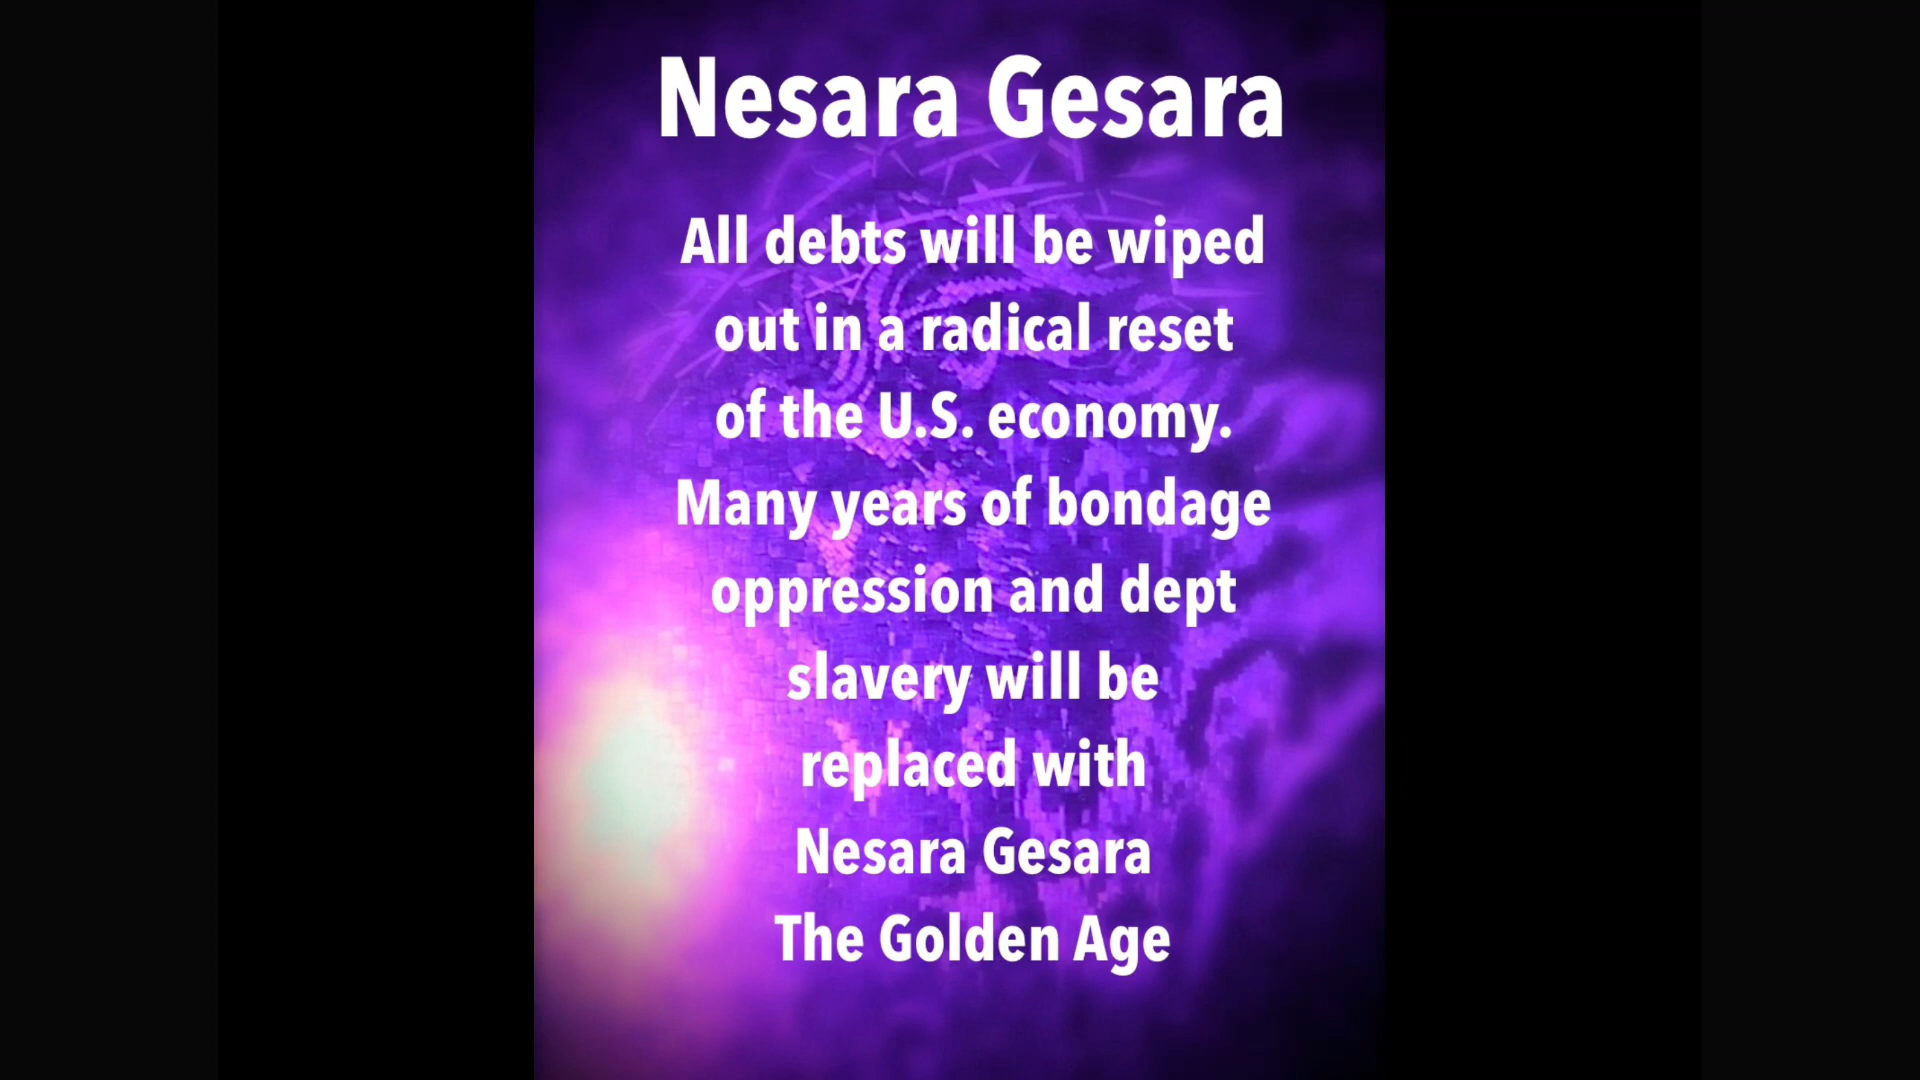 Nesara Gesara
All debts will be wiped
out in a radical reset
of the U.S. economy.
Many years of bondage
oppression and dept
slavery will be
replaced with
Nesara Gesara
The Golden Age